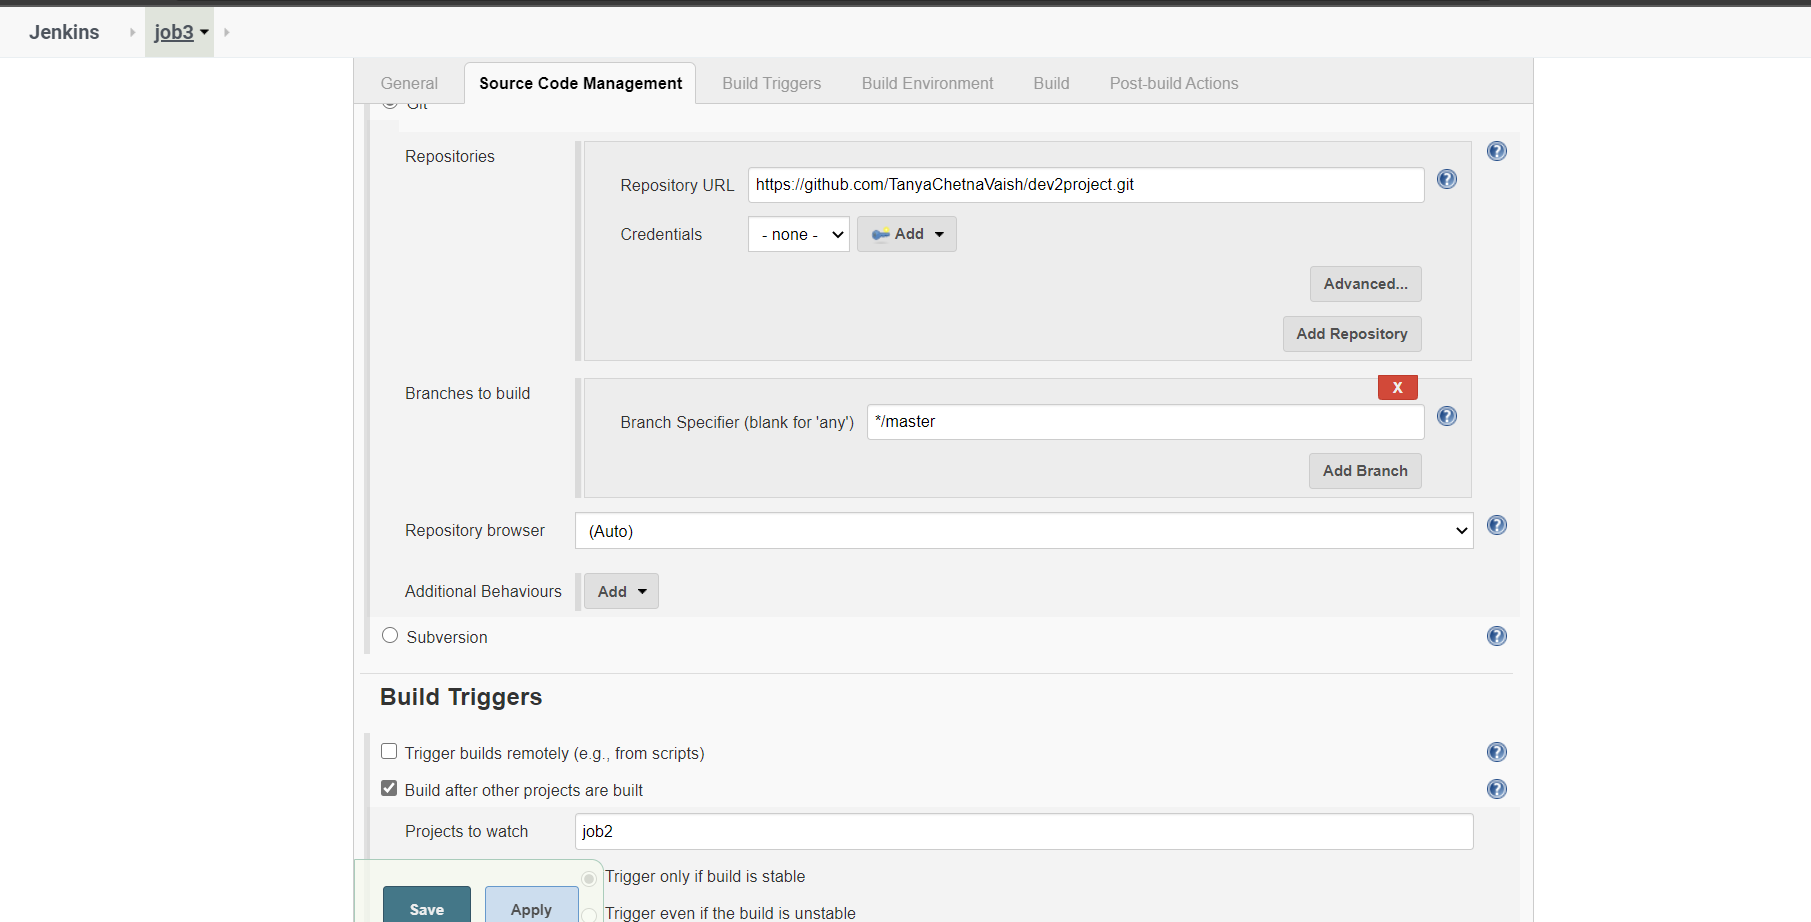 Jenkins job3
General Source Code Management Build Triggers Build Environment Build Post-build Actions
Git
Repositories
Repository URL https://github.com/TanyaChetnaVaish/dev2project.git
Credentials - none - Add
Advanced...
Add Repository
Branches to build
X
Branch Specifier (blank for 'any') */master
Add Branch
Repository browser (Auto)
Additional Behaviours Add
Subversion
Build Triggers
Trigger builds remotely (e.g., from scripts)
Build after other projects are built
Projects to watch job2
Trigger only if build is stable
Save Apply Trigger even if the build is unstable